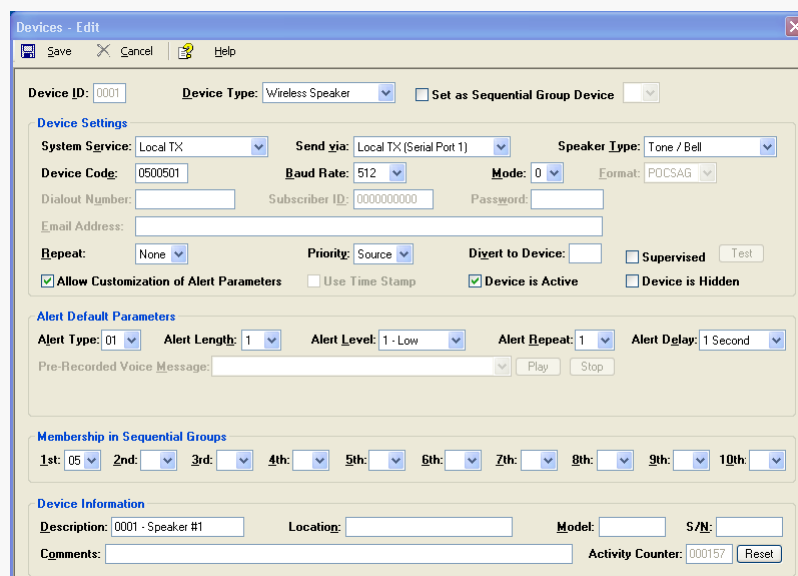 Devices - Edit
Save Cancel Help
Device ID: 0001 Device Type: Wireless Speaker Set as Sequential Group Device
Device Settings
System Service: Local TX Send via: Local TX (Serial Port 1) Speaker Type: Tone / Bell
Device Code: 0500501 Baud Rate: 512 Mode: 0 Format: POCSAG
Dialout Number: Subscriber ID: 0000000000 Password:
Email Address:
Repeat: None Priority: Source Divert to Device: Supervised Test
Allow Customization of Alert Parameters Use Time Stamp Device is Active Device is Hidden
Alert Default Parameters
Alert Type: 01 Alert Length: 1 Alert Level: 1 - Low Alert Repeat: 1 Alert Delay: 1 Second
Pre-Recorded Voice Message: Play Stop
Membership in Sequential Groups
1st: 05 2nd: 3rd: 4th: 5th: 6th: 7th: 8th: 9th: 10th:
Device Information
Description: 0001 - Speaker #1 Location: Model: S/N:
Comments: Activity Counter: 000157 Reset